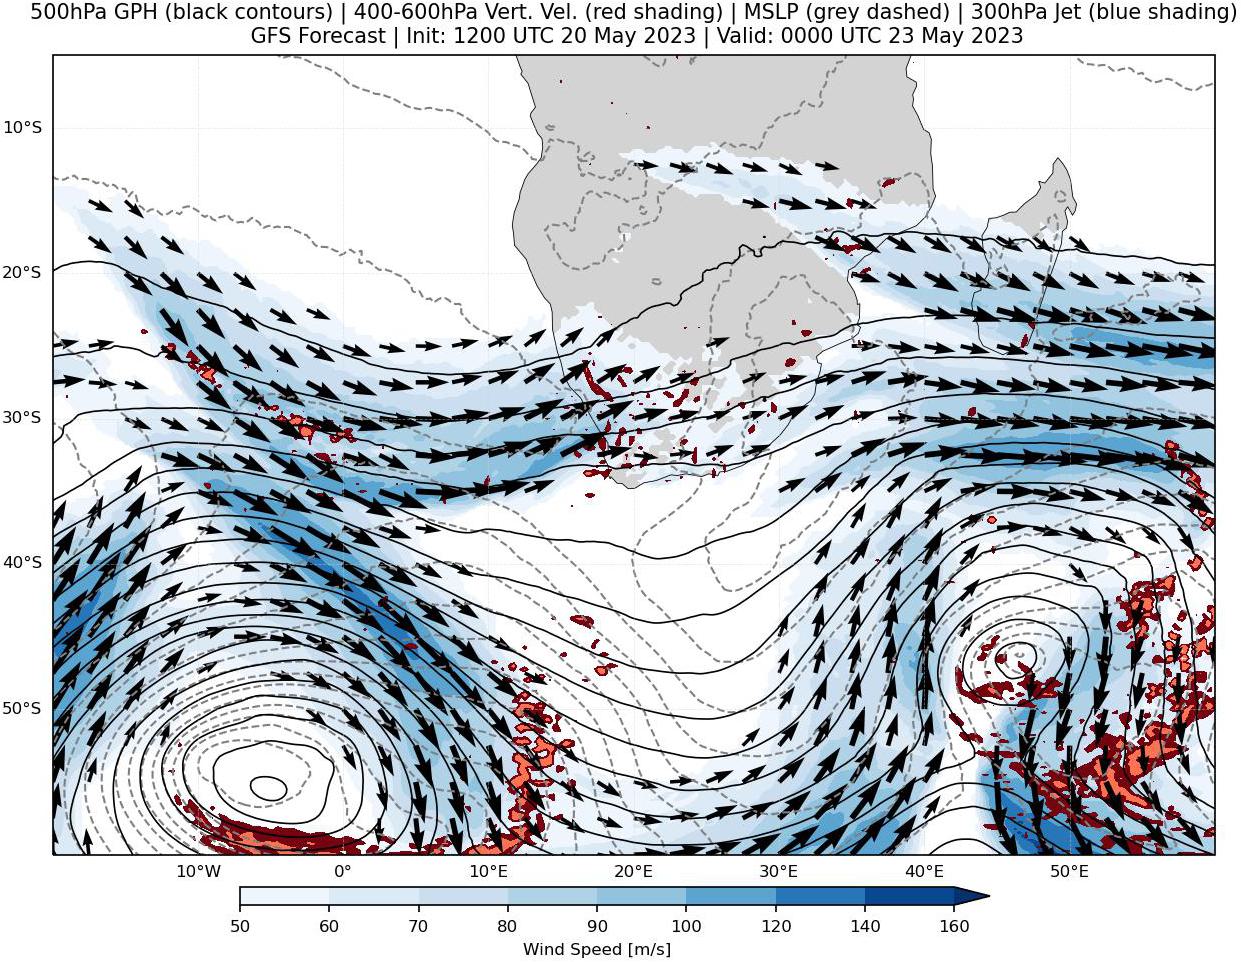 500hPa GPH (black contours) | 400-600hPa Vert. Vel. (red shading) | MSLP (grey dashed) | 300hPa Jet (blue shading)
GFS Forecast | Init: 1200 UTC 20 May 2023 | Valid: 0000 UTC 23 May 2023
10°S
20°S
30°S
40°S
50°S
10°W 0° 10°E 20°E 30°E 40°E 50°E
50 60 70 80 90 100 120 140 160
Wind Speed [m/s]